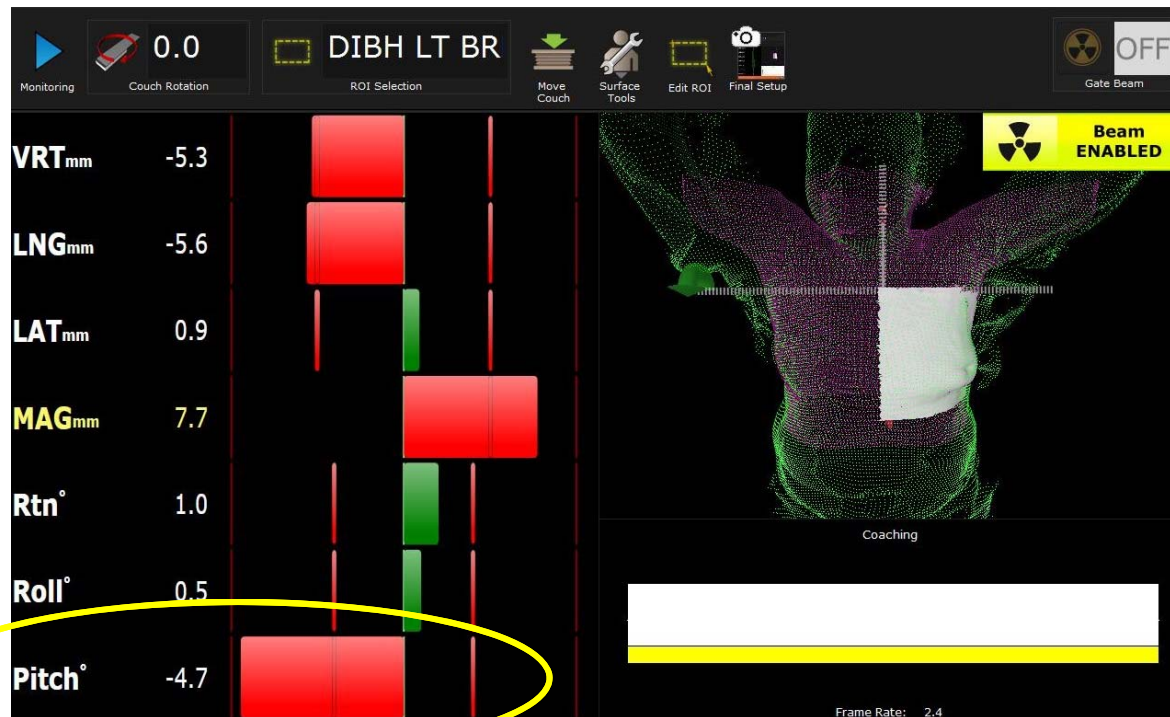 0.0
DIBH LT BR
OFF
Monitoring
Couch Rotation
ROI Selection
Move
Couch
Surface
Tools
Edit ROI
Final Setup
Gate Beam
Beam
ENABLED
VRTmm -5.3
LNGmm -5.6
LATmm 0.9
MAGmm 7.7
Rtn° 1.0
Roll° 0.5
Pitch° -4.7
Coaching
Frame Rate: 2.4